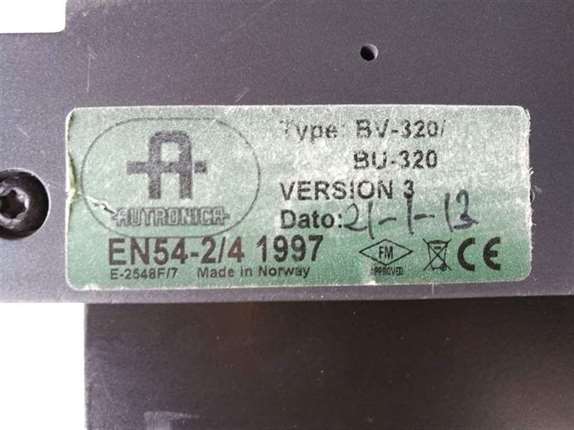 A
AUTRONICA
Type: BV-320/
BU-320
VERSION 3
Dato: 21-1-13
EN54-2/4 1997
E-2548F/7 Made in Norway
FM
APPROVED
CE